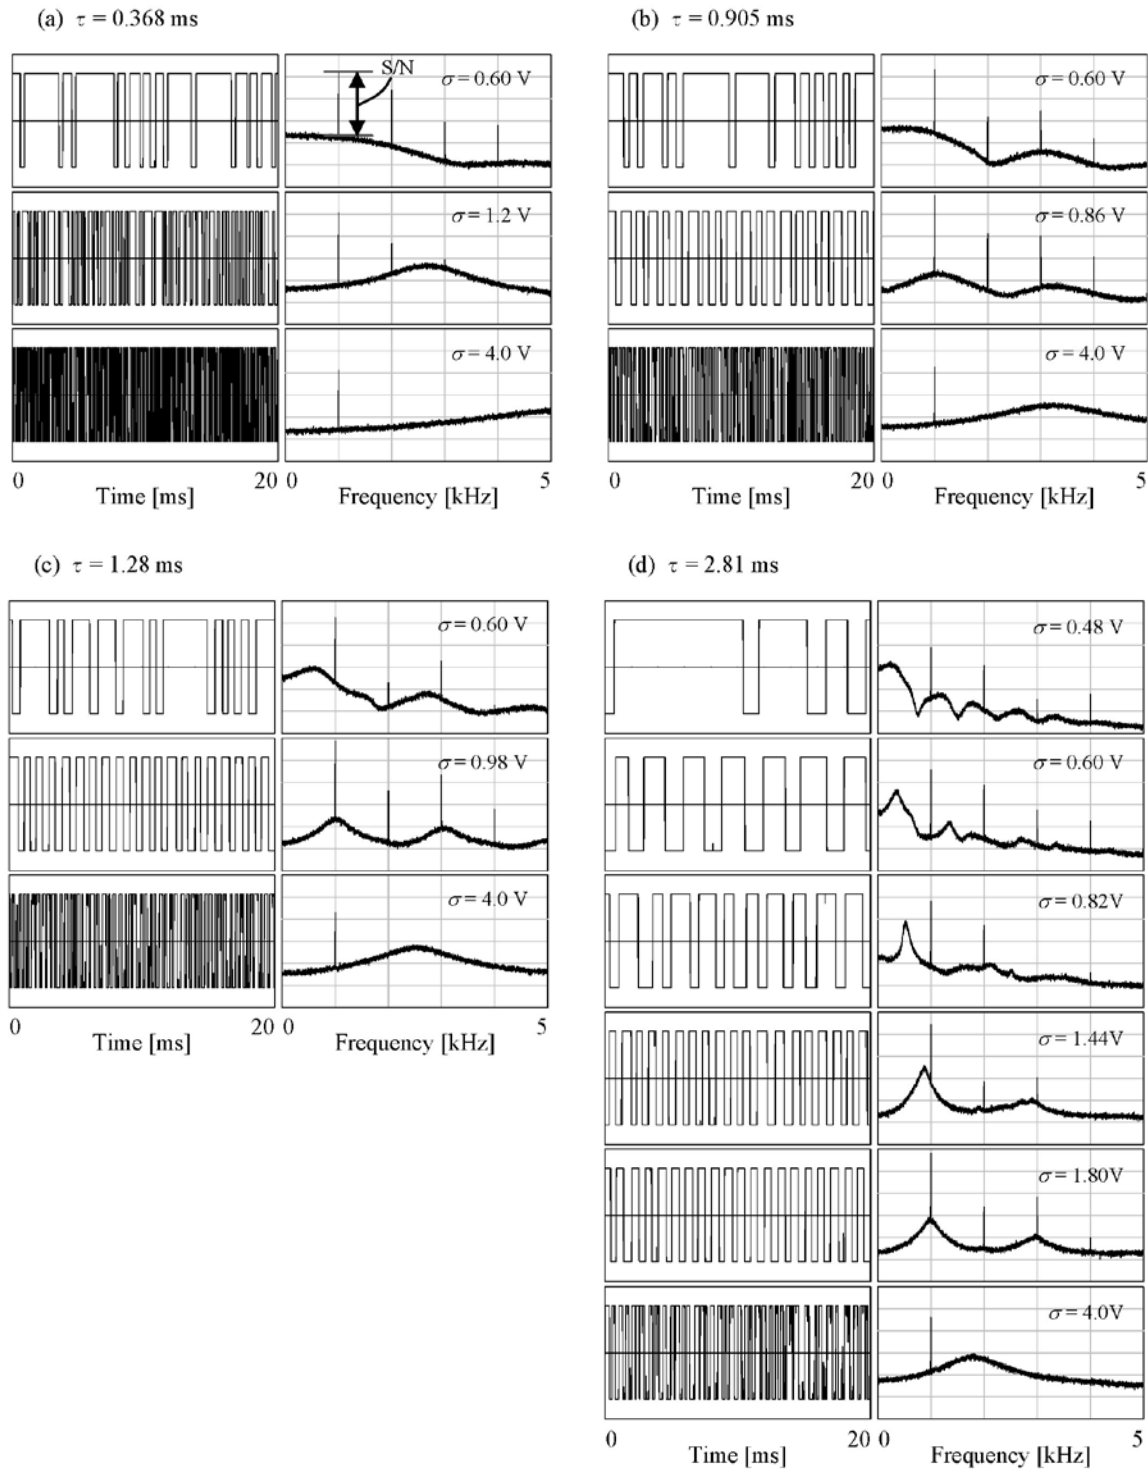 (a) τ = 0.368 ms
S/N
σ = 0.60 V
σ = 1.2 V
σ = 4.0 V
0 20 0 5
Time [ms] Frequency [kHz]
(b) τ = 0.905 ms
σ = 0.60 V
σ = 0.86 V
σ = 4.0 V
0 20 0 5
Time [ms] Frequency [kHz]
(c) τ = 1.28 ms
σ = 0.60 V
σ = 0.98 V
σ = 4.0 V
0 20 0 5
Time [ms] Frequency [kHz]
(d) τ = 2.81 ms
σ = 0.48 V
σ = 0.60 V
σ = 0.82V
σ = 1.44V
σ = 1.80V
σ = 4.0V
0 20 0 5
Time [ms] Frequency [kHz]